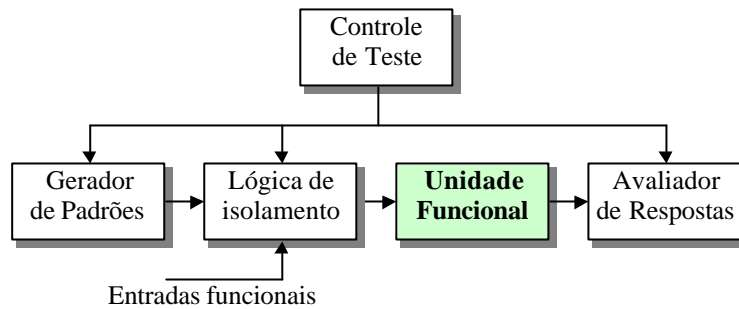 Controle
de Teste
Gerador
de Padrões
Lógica de
isolamento
Unidade
Funcional
Avaliador
de Respostas
Entradas funcionais